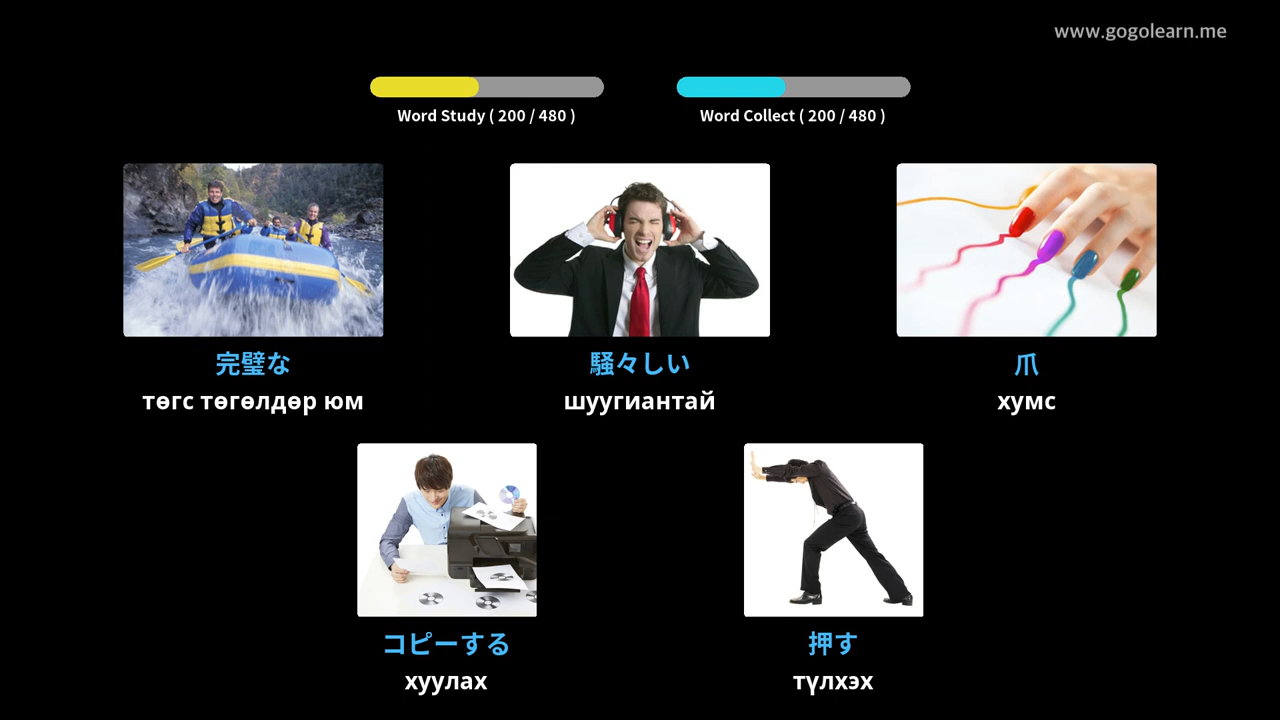 www.gogolearn.me
Word Study ( 200 / 480 )
Word Collect ( 200 / 480 )
完璧な
төгс төгөлдөр юм
騒々しい
шуугиантай
爪
хумс
コピーする
хуулах
押す
түлхэх